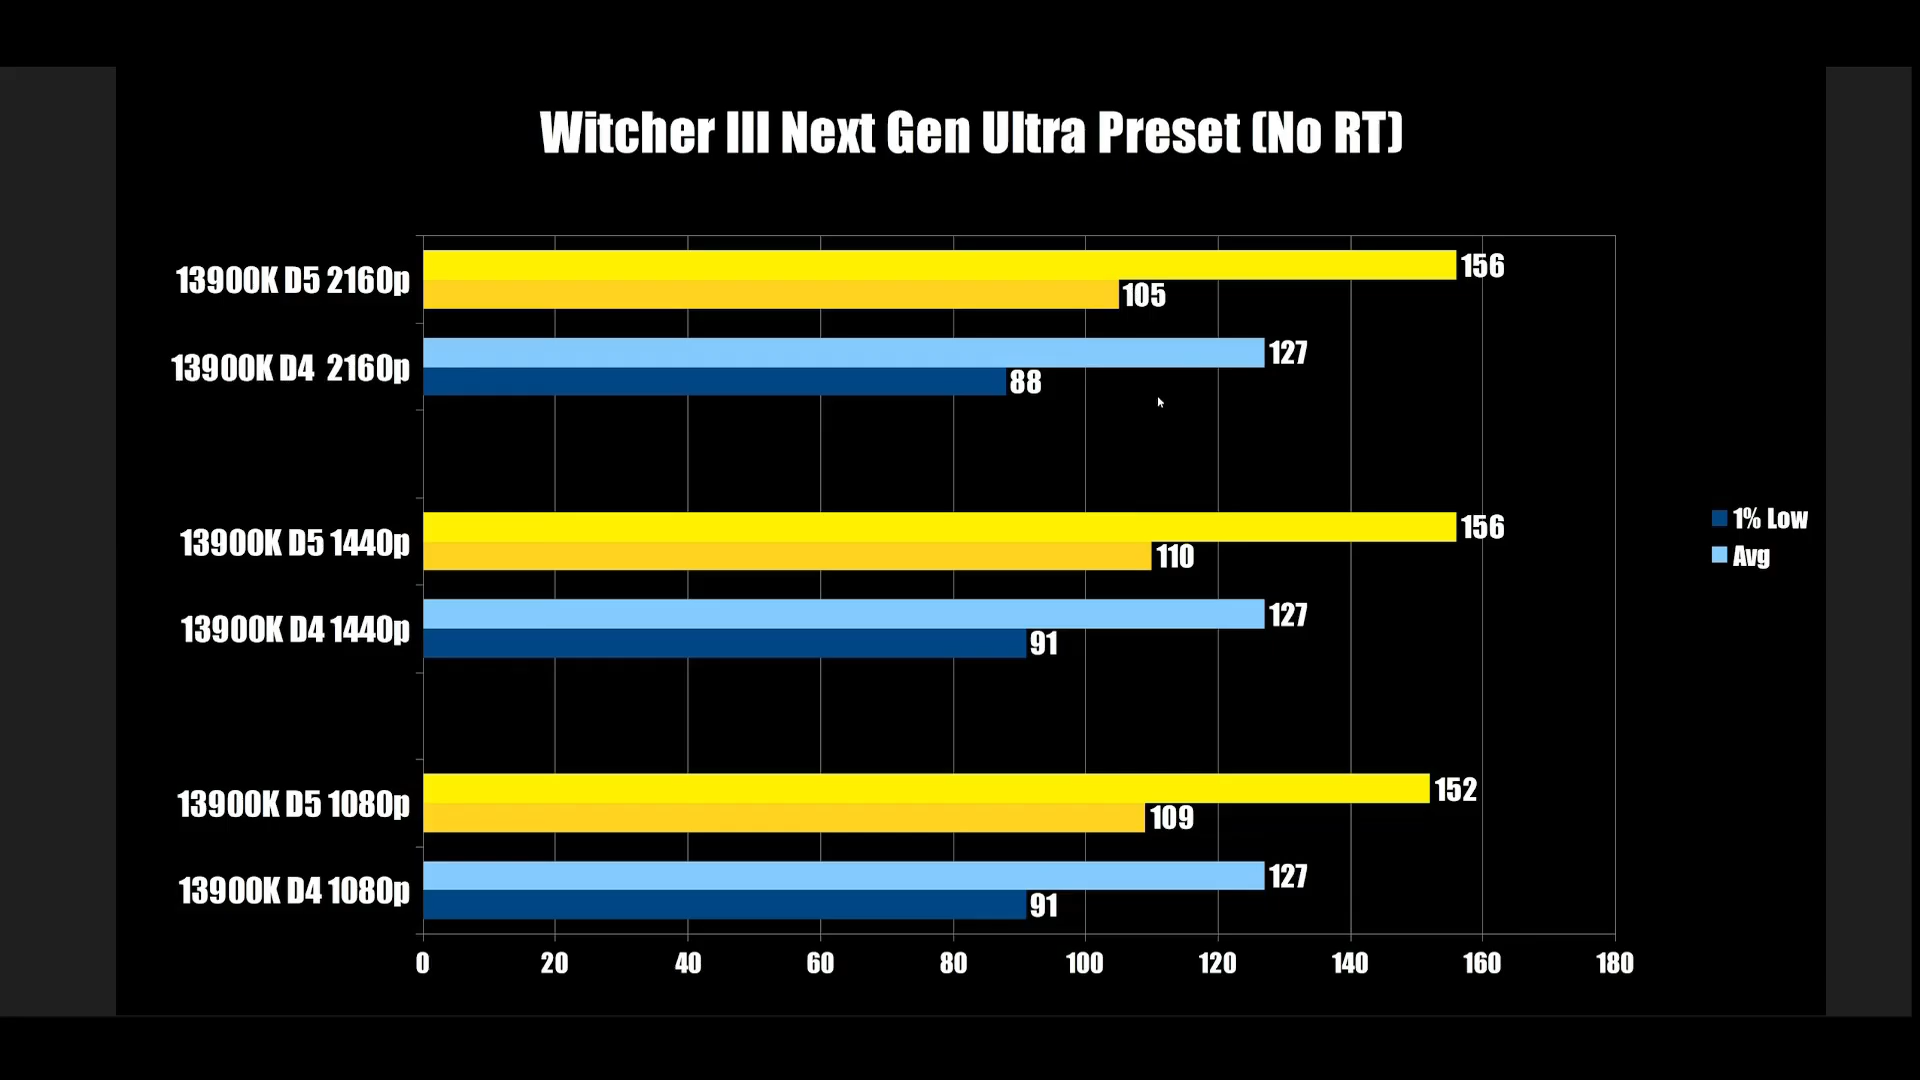 Witcher III Next Gen Ultra Preset (No RT)
13900K D5 2160p
156
105
13900K D4  2160p
127
88
13900K D5 1440p
156
110
13900K D4 1440p
127
91
13900K D5 1080p
152
109
13900K D4 1080p
127
91
0 20 40 60 80 100 120 140 160 180
1% Low
Avg